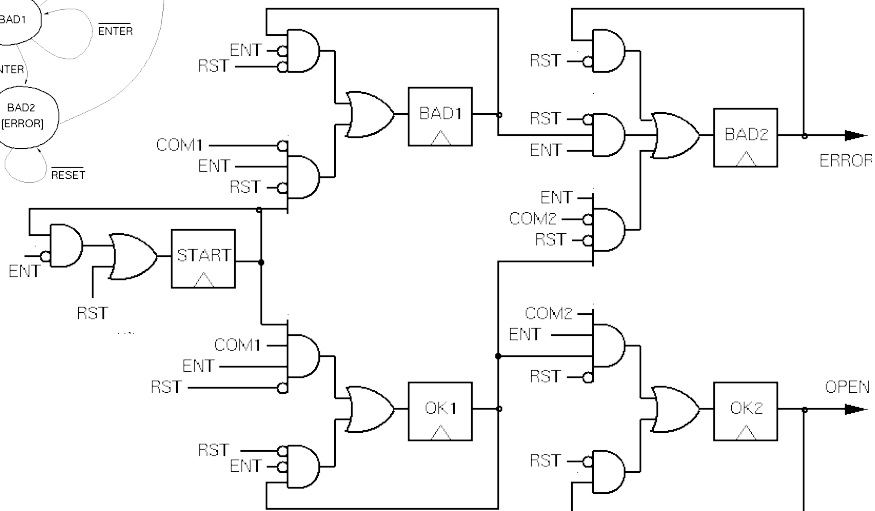 BAD1
ENTER
NTER
BAD2
[ERROR]
RESET
ENT
RST
BAD1
COM1
ENT
RST
RST
RST
ENT
BAD2
ERROR
ENT
COM2
RST
ENT
START
RST
COM1
ENT
RST
OK1
RST
ENT
COM2
ENT
RST
OK2
OPEN
RST